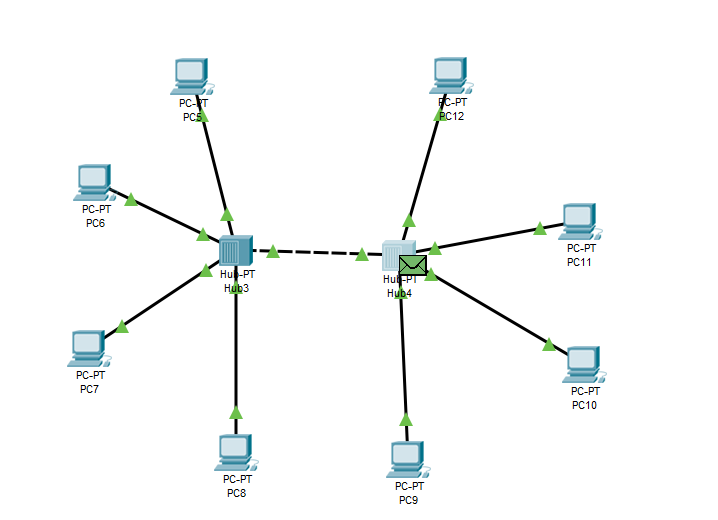 PC-PT
PC5
PC-PT
PC12
PC-PT
PC6
PC-PT
PC11
Hub-PT
Hub3
Hub-PT
Hub4
PC-PT
PC7
PC-PT
PC10
PC-PT
PC8
PC-PT
PC9